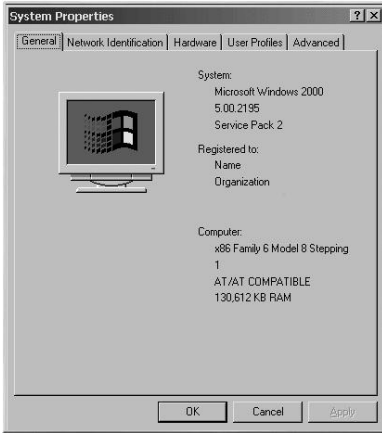 System Properties
General Network Identification Hardware User Profiles Advanced
System:
Microsoft Windows 2000
5.00.2195
Service Pack 2
Registered to:
Name
Organization
Computer:
x86 Family 6 Model 8 Stepping
1
AT/AT COMPATIBLE
130,612 KB RAM
OK Cancel Apply